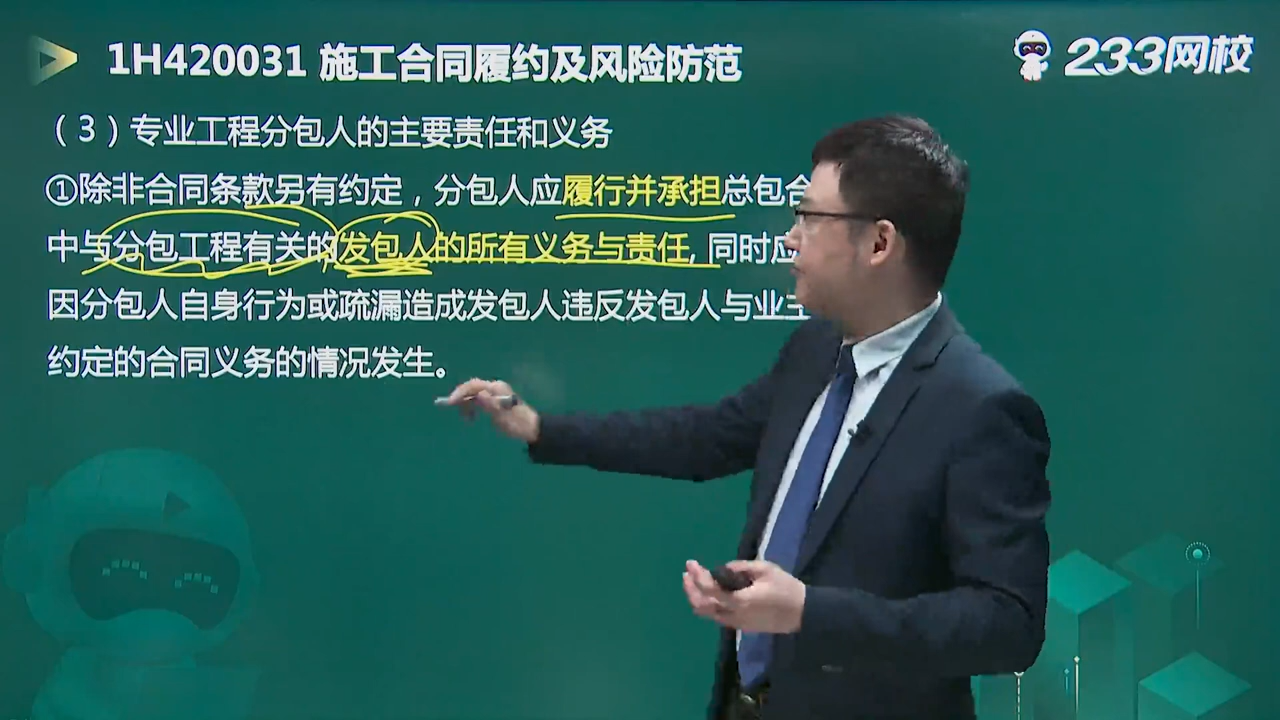 1H420031 施工合同履约及风险防范
233网校
（3）专业工程分包人的主要责任和义务
①除非合同条款另有约定，分包人应履行并承担总包合
中与分包工程有关的发包人的所有义务与责任, 同时应
因分包人自身行为或疏漏造成发包人违反发包人与业主
约定的合同义务的情况发生。